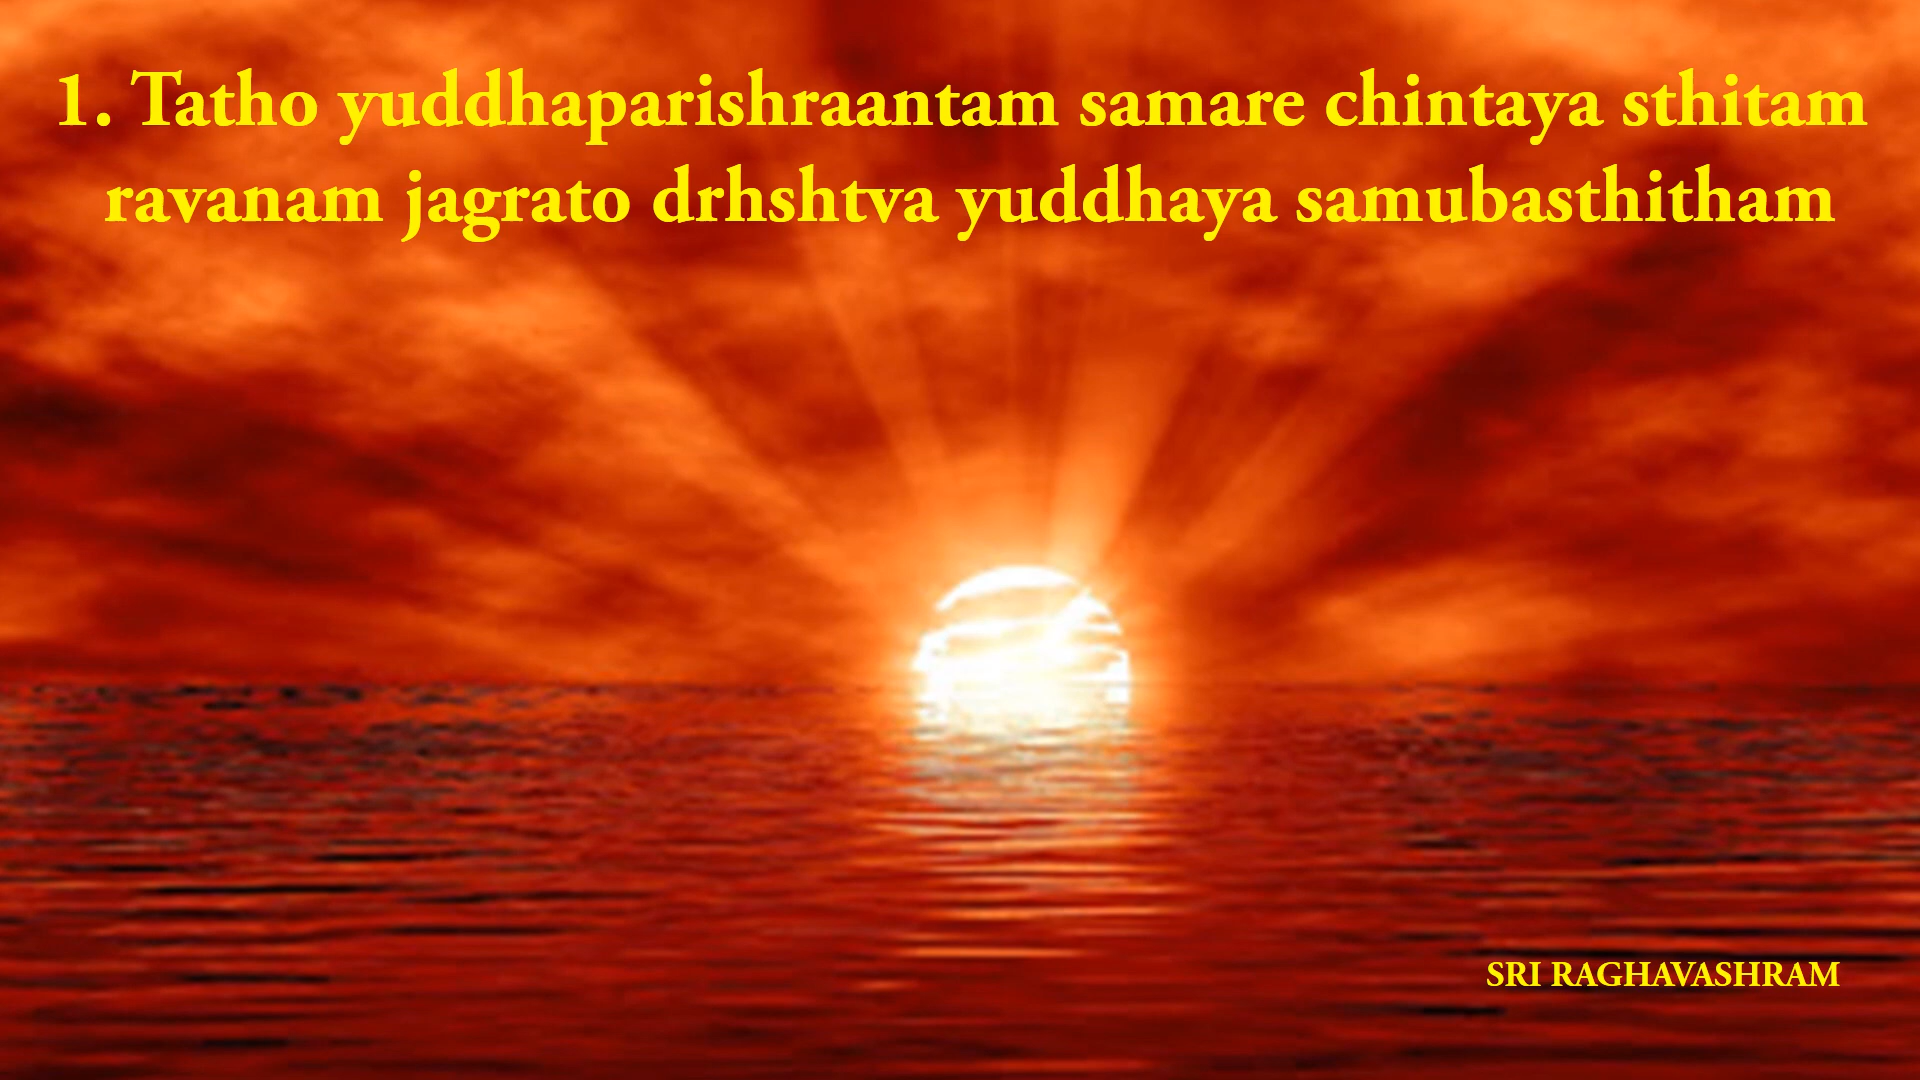 1. Tatho yuddhaparishraantam samare chintaya sthitam
ravanam jagrato drhshtva yuddhaya samubasthitham
SRI RAGHAVASHRAM